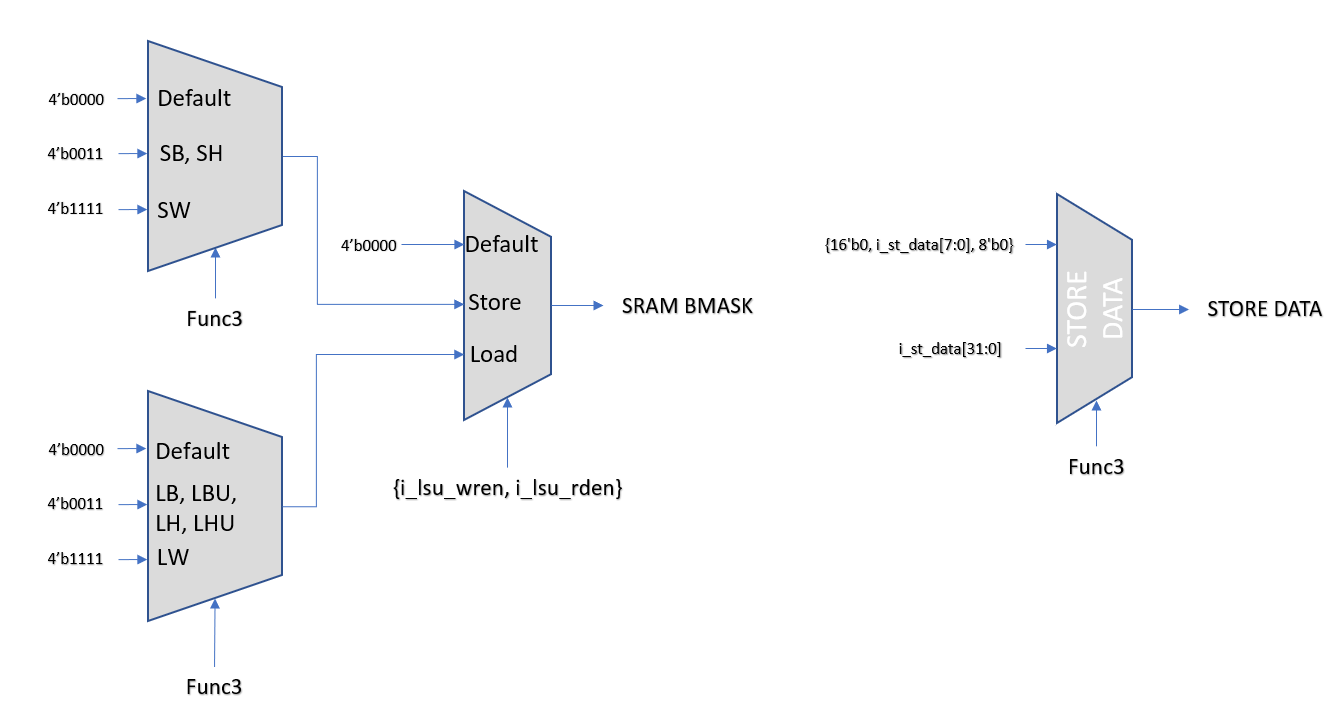 4'b0000
Default
4'b0011
SB, SH
4'b1111
SW
Func3
4'b0000
Default
4'b0011
LB, LBU,
LH, LHU
4'b1111
LW
Func3
4'b0000
Default
Store
Load
SRAM BMASK
{i_lsu_wren, i_lsu_rden}
{16'b0, i_st_data[7:0], 8'b0}
i_st_data[31:0]
STORE
DATA
STORE DATA
Func3